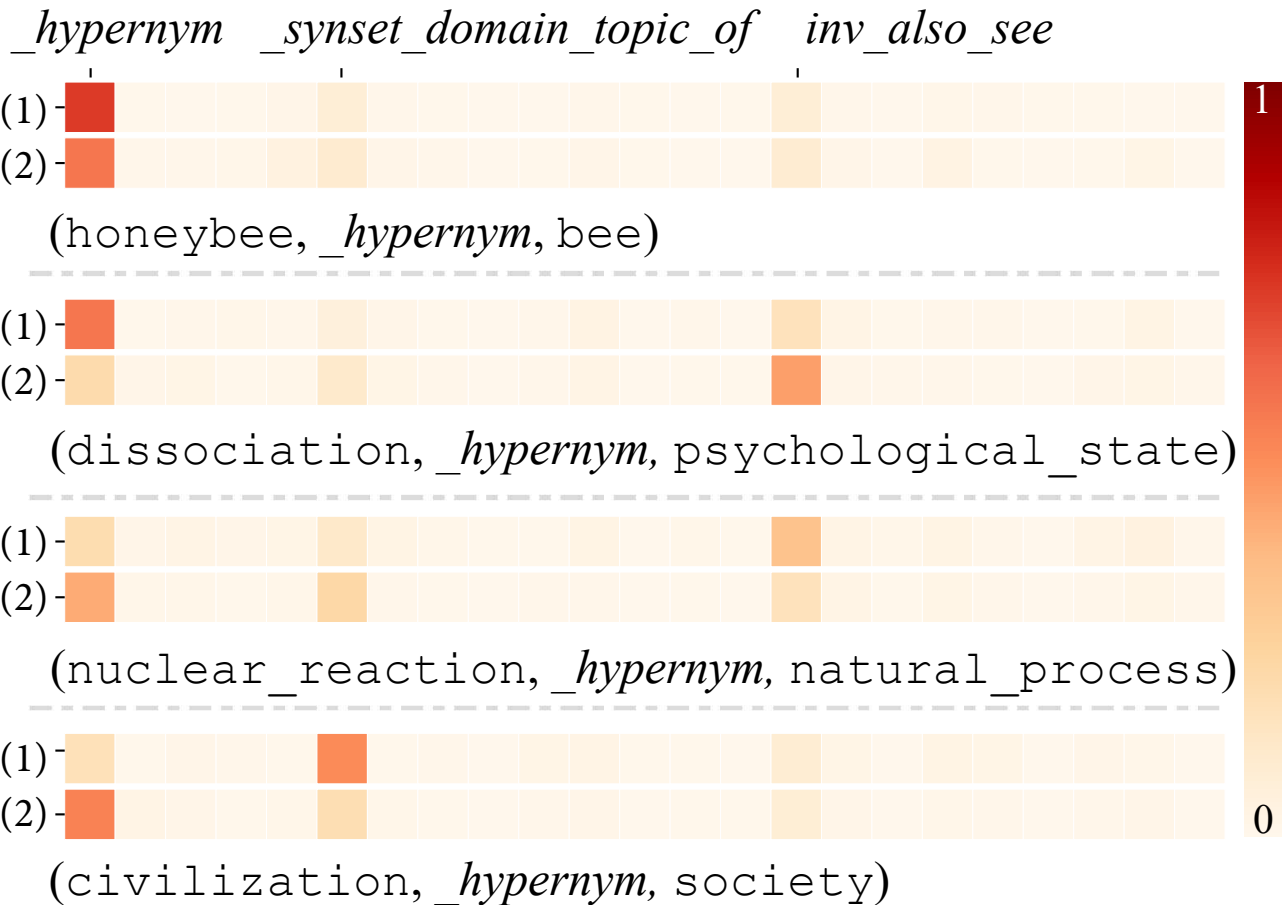 _hypernym _synset_domain_topic_of inv_also_see
(1)
1
(2)
(honeybee, _hypernym, bee)
(1)
(2)
(dissociation, _hypernym, psychological_state)
(1)
(2)
(nuclear_reaction, _hypernym, natural_process)
(1)
(2)
0
(civilization, _hypernym, society)